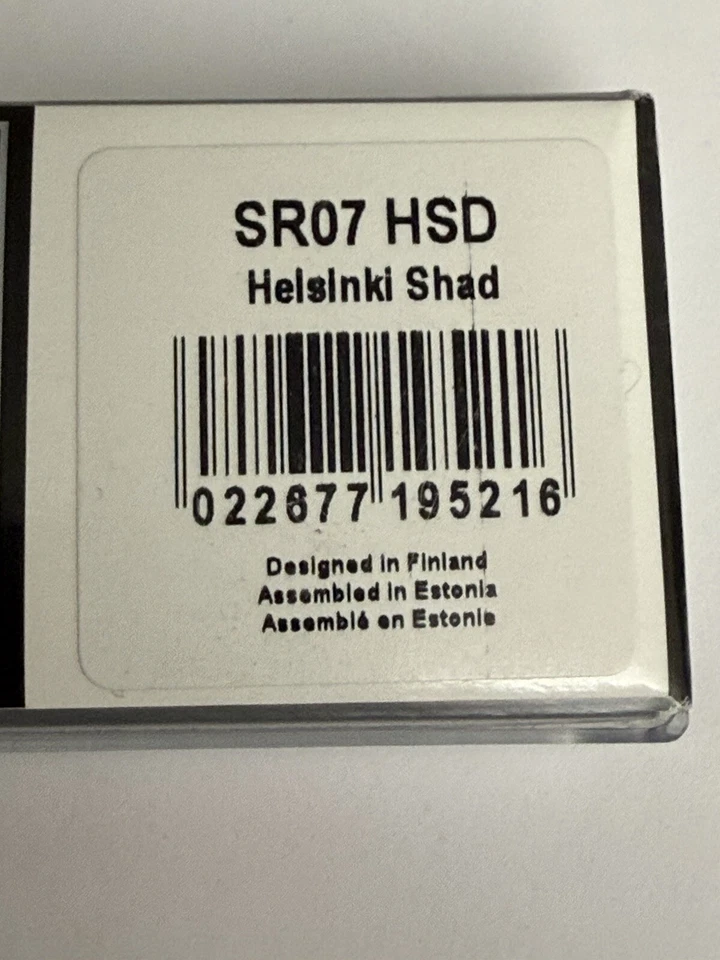 SR07 HSD
Helsinki Shad
022677 195216
Designed in Finland
Assembled in Estonia
Assemblé en Estonie